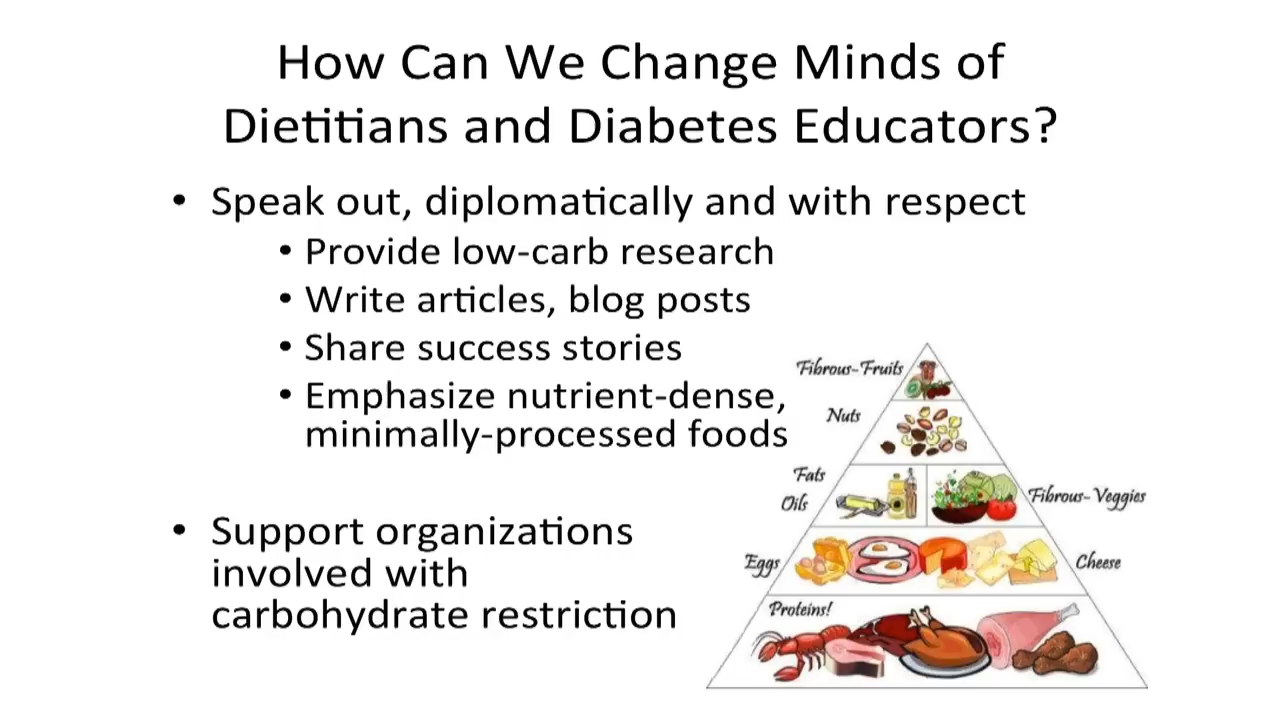 How Can We Change Minds of
Dietitians and Diabetes Educators?
• Speak out, diplomatically and with respect
• Provide low-carb research
• Write articles, blog posts
• Share success stories
• Emphasize nutrient-dense,
minimally-processed foods
• Support organizations
involved with
carbohydrate restriction
Fibrous-Fruits
Nuts
Fats
Oils
Fibrous-Veggies
Eggs
Cheese
Proteins!